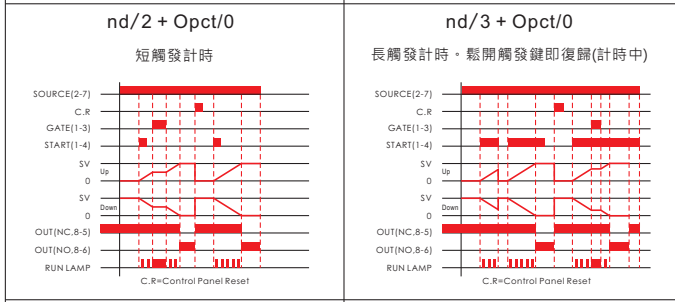 nd/2 + Opct/0
短觸發計時
SOURCE(2-7)
C.R
GATE(1-3)
START(1-4)
SV
Up
0
SV
Down
0
OUT(NC,8-5)
OUT(NO,8-6)
RUN LAMP
C.R=Control Panel Reset
nd/3 + Opct/0
長觸發計時。鬆開觸發鍵即復歸(計時中)
SOURCE(2-7)
C.R
GATE(1-3)
START(1-4)
SV
Up
0
SV
Down
0
OUT(NC,8-5)
OUT(NO,8-6)
RUN LAMP
C.R=Control Panel Reset